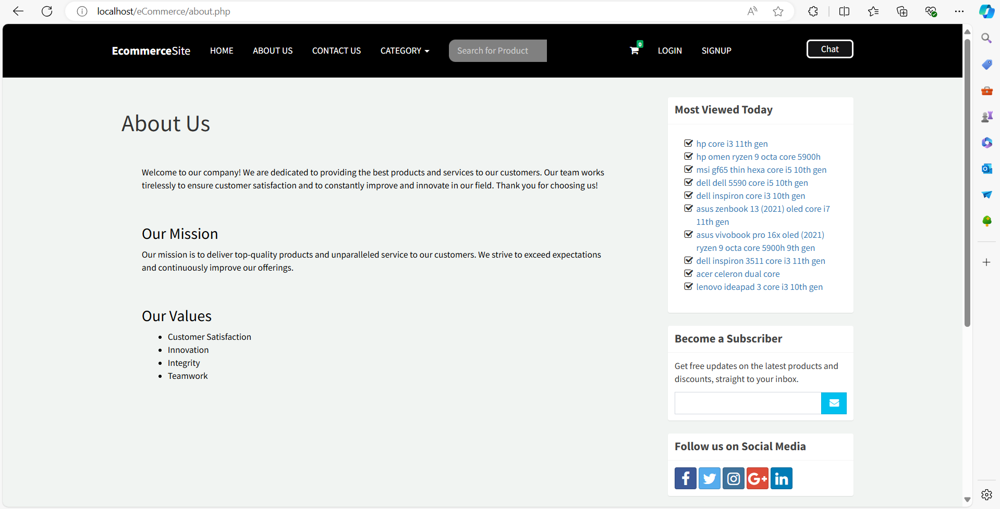 localhost/eCommerce/about.php
EcommerceSite HOME ABOUT US CONTACT US CATEGORY Search for Product 0 LOGIN SIGNUP Chat
About Us
Welcome to our company! We are dedicated to providing the best products and services to our customers. Our team works
tirelessly to ensure customer satisfaction and to constantly improve and innovate in our field. Thank you for choosing us!
Our Mission
Our mission is to deliver top-quality products and unparalleled service to our customers. We strive to exceed expectations
and continuously improve our offerings.
Our Values
• Customer Satisfaction
• Innovation
• Integrity
• Teamwork
Most Viewed Today
hp core i3 11th gen
hp omen ryzen 9 octa core 5900h
msi gf65 thin hexa core i5 10th gen
dell dell 5590 core i5 10th gen
dell inspiron core i3 10th gen
asus zenbook 13 (2021) oled core i7
11th gen
asus vivobook pro 16x oled (2021)
ryzen 9 octa core 5900h 9th gen
dell inspiron 3511 core i3 11th gen
acer celeron dual core
lenovo ideapad 3 core i3 10th gen
Become a Subscriber
Get free updates on the latest products and
discounts, straight to your inbox.
Follow us on Social Media